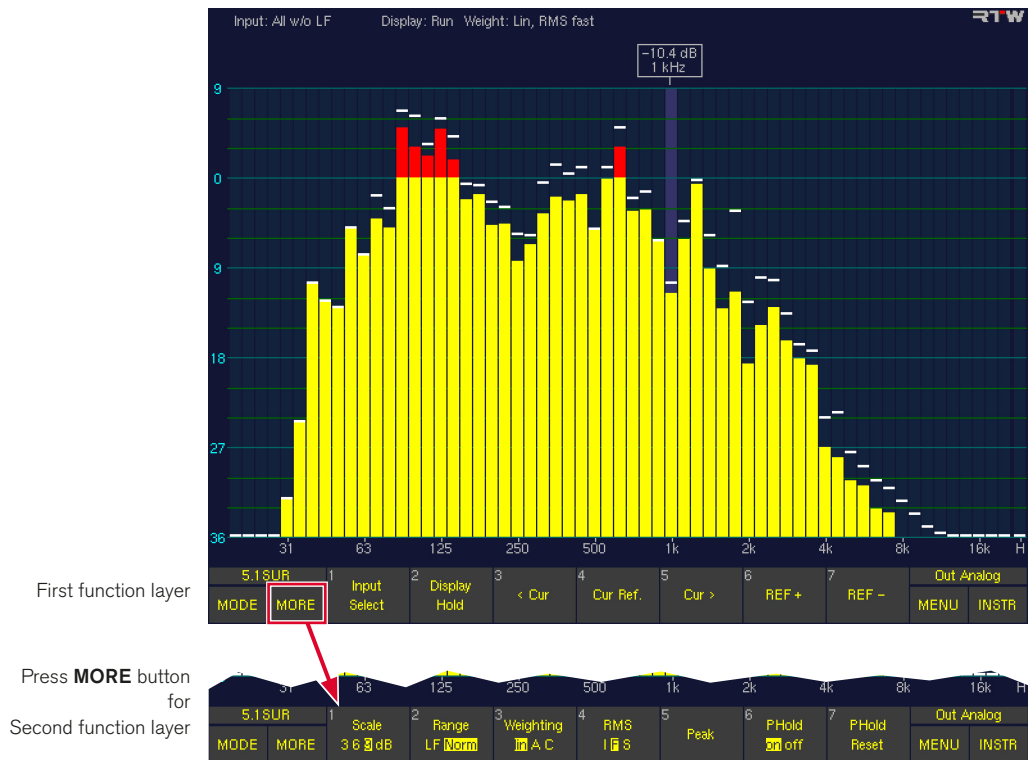 Input: All w/o LF Display: Run Weight: Lin, RMS fast RTW
−10.4 dB
1 kHz
9
0
9
18
27
36
31 63 125 250 500 1k 2k 4k 8k 16k H
First function layer
5.1SUR 1 2 3 4 5 6 7 Out Analog
MODE MORE Input Select Display Hold < Cur Cur Ref. Cur > REF + REF − MENU INSTR
Press MORE button
for
Second function layer
31 63 125 250 500 1k 2k 4k 8k 16k H
5.1SUR 1 2 3 4 5 6 7 Out Analog
MODE MORE Scale 3 6 9 dB Range LF Norm Weighting lin A C RMS I F S Peak PHold on off PHold Reset MENU INSTR